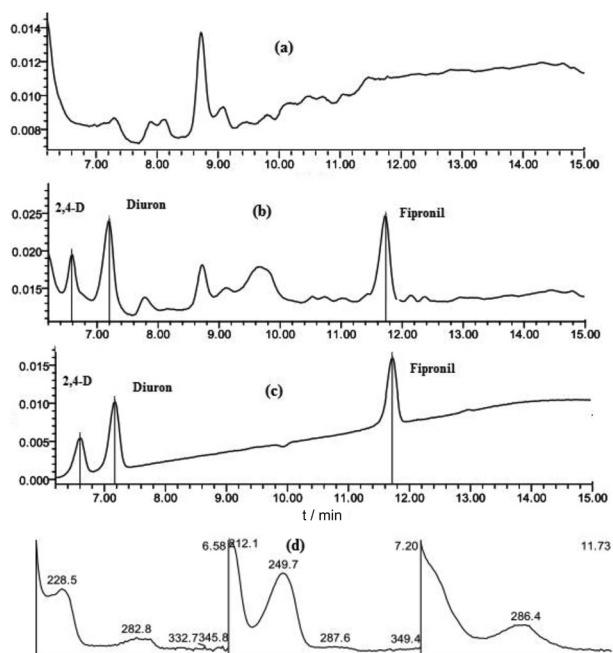 0.014
(a)
0.012
0.010
0.008
7.00 8.00 9.00 10.00 11.00 12.00 13.00 14.00 15.00
2,4-D Diuron (b) Fipronil
0.025
0.020
0.015
7.00 8.00 9.00 10.00 11.00 12.00 13.00 14.00 15.00
0.015
2,4-D Diuron (c) Fipronil
0.010
0.005
0.000
7.00 8.00 9.00 10.00 11.00 12.00 13.00 14.00 15.00
t / min
6.58 212.1 (d) 7.20 11.73
228.5 249.7
282.8 332.7 345.8 287.6 349.4 286.4